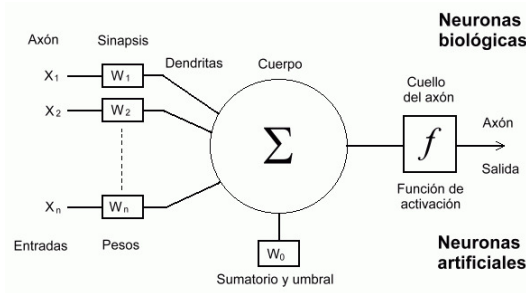 Neuronas
biológicas
Axón
Sinapsis
Dendritas
Cuerpo
Cuello
del axón
X1
W1
X2
W2
Σ
f
Axón
Salida
Xn
Wn
Función de
activación
Entradas
Pesos
W0
Sumatorio y umbral
Neuronas
artificiales